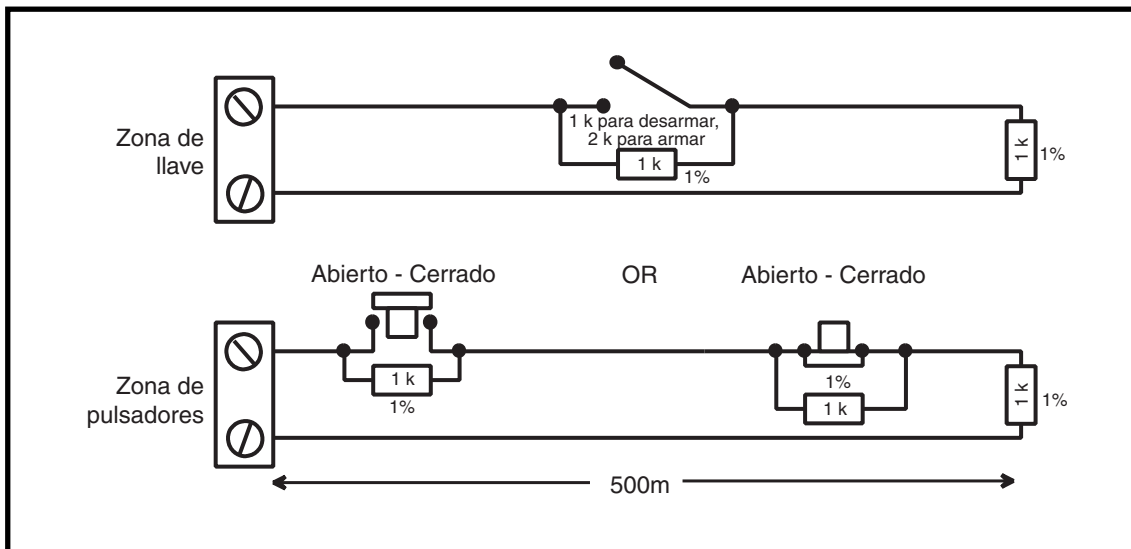 Zona de
llave
1 k para desarmar,
2 k para armar
1 k
1%
1 k
1%
Abierto - Cerrado
OR
Abierto - Cerrado
Zona de
pulsadores
1 k
1%
1%
1 k
1 k
1%
500m